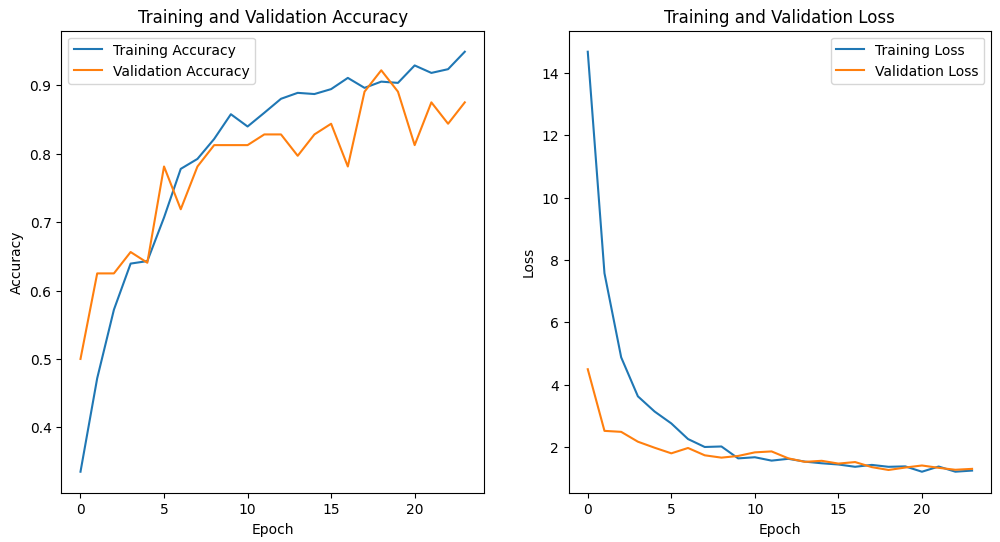 Training and Validation Accuracy
Training Accuracy
Validation Accuracy
0.9
0.8
0.7
0.6
0.5
0.4
Accuracy
0
5
10
15
20
Epoch
Training and Validation Loss
Training Loss
Validation Loss
14
12
10
8
6
4
2
Loss
0
5
10
15
20
Epoch